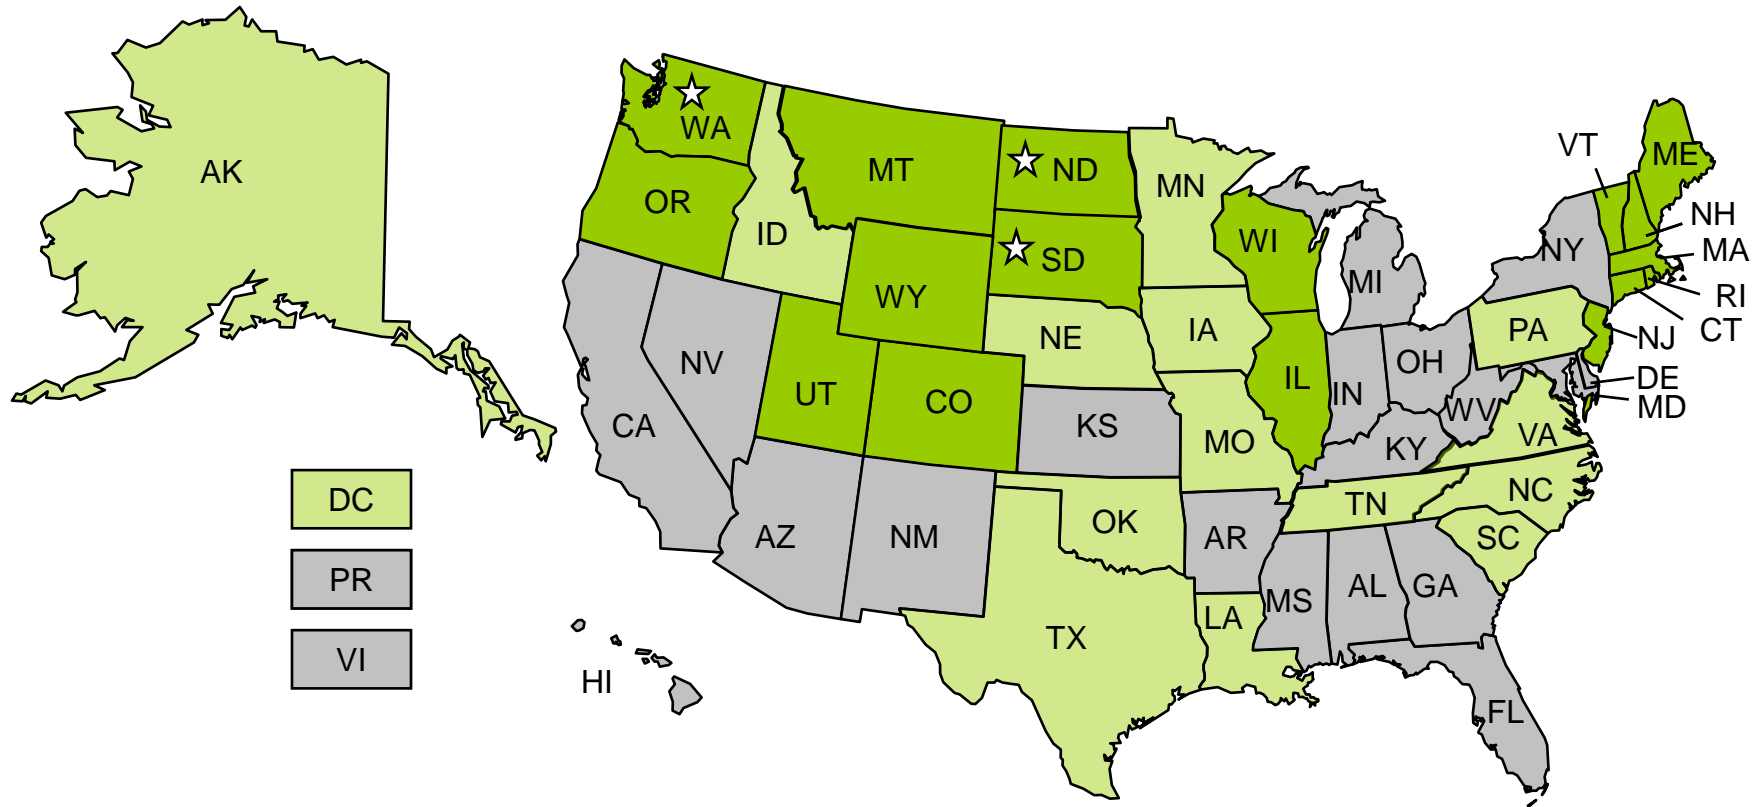 AK
WA
MT
ND
MN
VT
ME
OR
ID
SD
WI
NH
NY
MA
MI
WY
RI
NE
IA
PA
CT
NJ
NV
UT
CO
IL
IN
OH
DE
MD
CA
KS
MO
WV
VA
KY
DC
TN
NC
AZ
NM
OK
AR
SC
PR
MS
AL
GA
LA
TX
VI
HI
FL